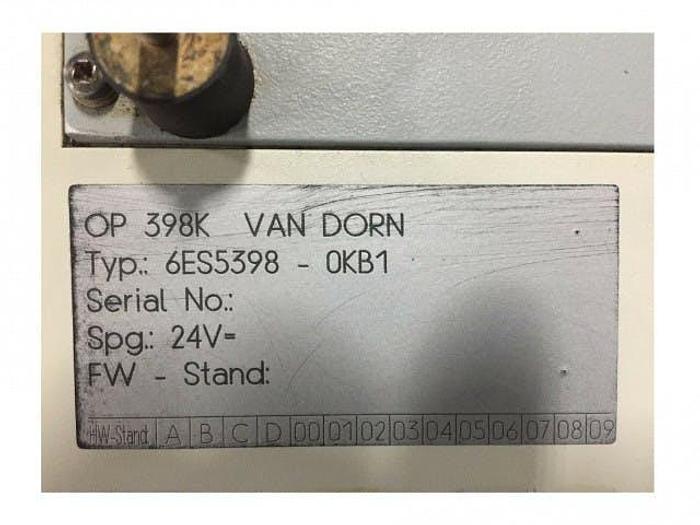 OP 398K VAN DORN
Typ.: 6ES5398 - 0KB1
Serial No.:
Spg.: 24V=
FW - Stand:
HW-Stand: A B C D 00 01 02 03 04 05 06 07 08 09